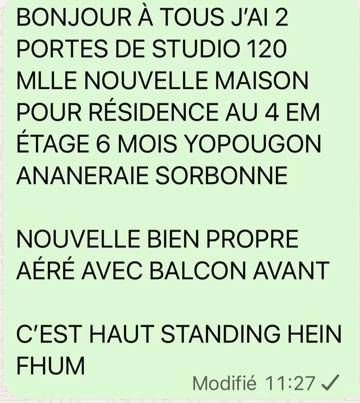 BONJOUR À TOUS J’AI 2
PORTES DE STUDIO 120
MLLE NOUVELLE MAISON
POUR RÉSIDENCE AU 4 EM
ÉTAGE 6 MOIS YOPOUGON
ANANERAIE SORBONNE
NOUVELLE BIEN PROPRE
AÉRÉ AVEC BALCON AVANT
C’EST HAUT STANDING HEIN
FHUM
Modifié 11:27